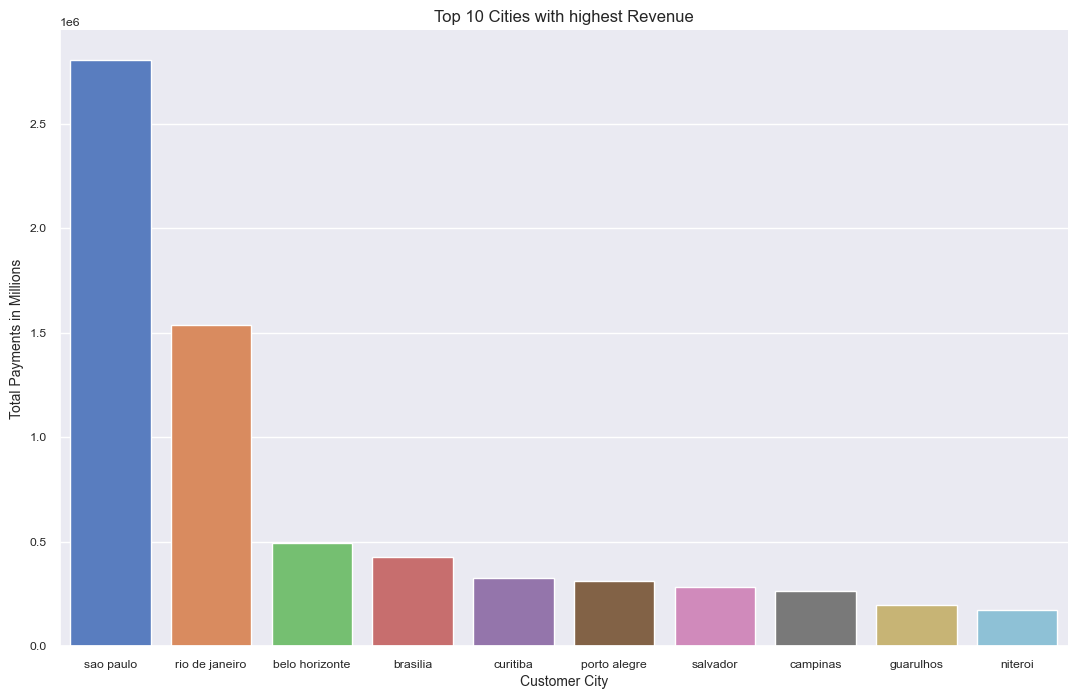 Top 10 Cities with highest Revenue
1e6
2.5
2.0
1.5
1.0
0.5
0.0
Total Payments in Millions
sao paulo rio de janeiro belo horizonte brasilia curitiba porto alegre salvador campinas guarulhos niteroi
Customer City